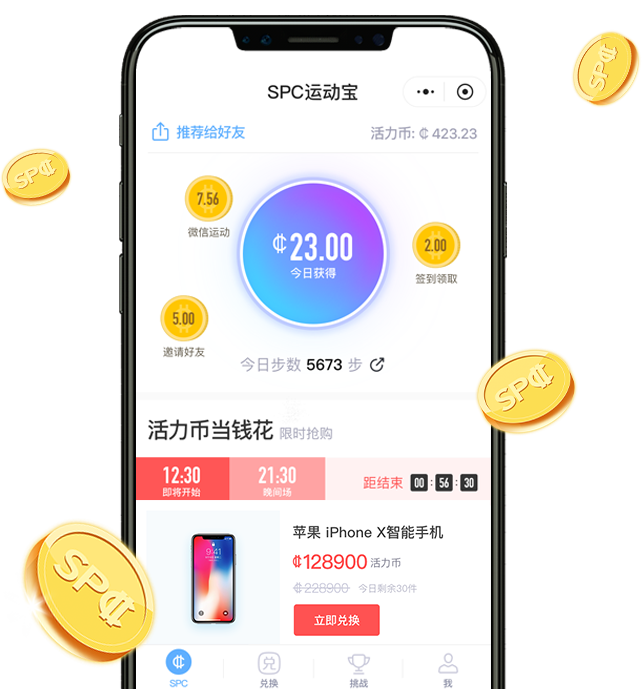 SPC运动宝
推荐给好友
活力币: ₵ 423.23
7.56
微信运动
₵23.00
今日获得
2.00
签到领取
5.00
邀请好友
今日步数 5673 步
活力币当钱花 限时抢购
12:30
即将开始
21:30
晚间场
距结束 00 : 56 : 30
苹果 iPhone X智能手机
₵128900 活力币
₵228900 今日剩余30件
立即兑换
9:41
SPC
兑换
挑战
我
SP₵
SP₵
SP₵
SP₵